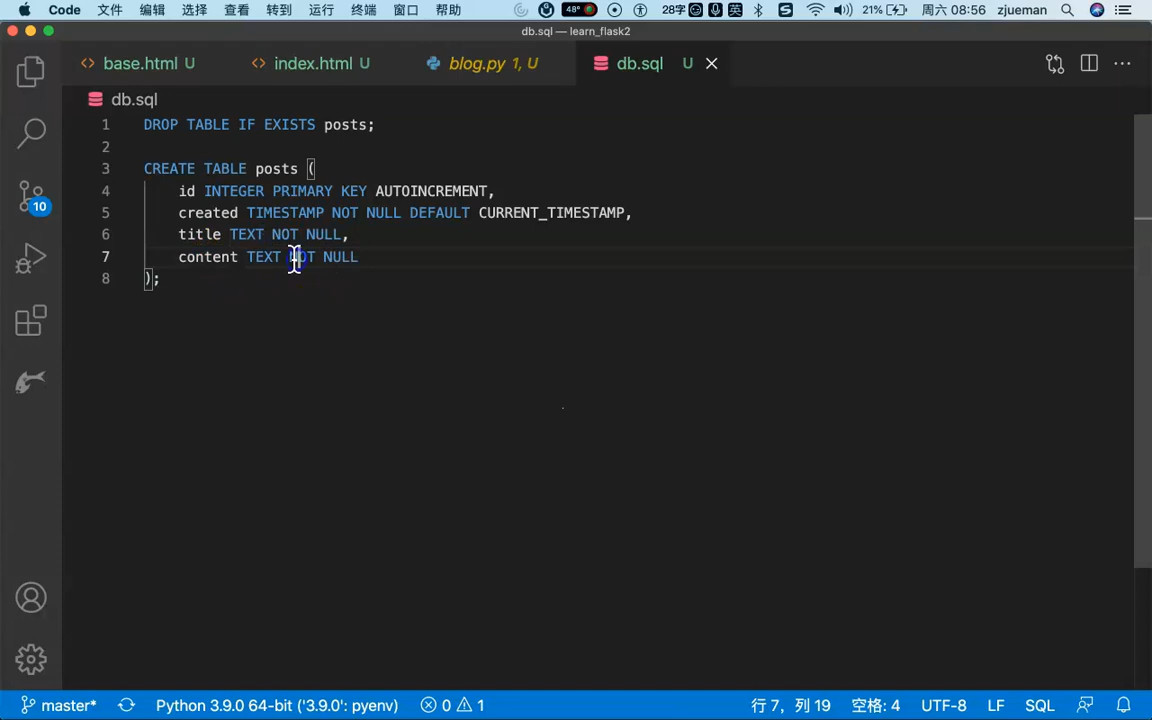 Code 文件 编辑 选择 查看 转到 运行 终端 窗口 帮助 48° 28字 英 21% 周六 08:56 zjueman
db.sql — learn_flask2
base.html U index.html U blog.py 1, U db.sql U
db.sql
1 DROP TABLE IF EXISTS posts;
2
3 CREATE TABLE posts (
4 id INTEGER PRIMARY KEY AUTOINCREMENT,
5 created TIMESTAMP NOT NULL DEFAULT CURRENT_TIMESTAMP,
6 title TEXT NOT NULL,
7 content TEXT NOT NULL
8 );
10
master* Python 3.9.0 64-bit ('3.9.0': pyenv) 0 1 行 7, 列 19 空格: 4 UTF-8 LF SQL